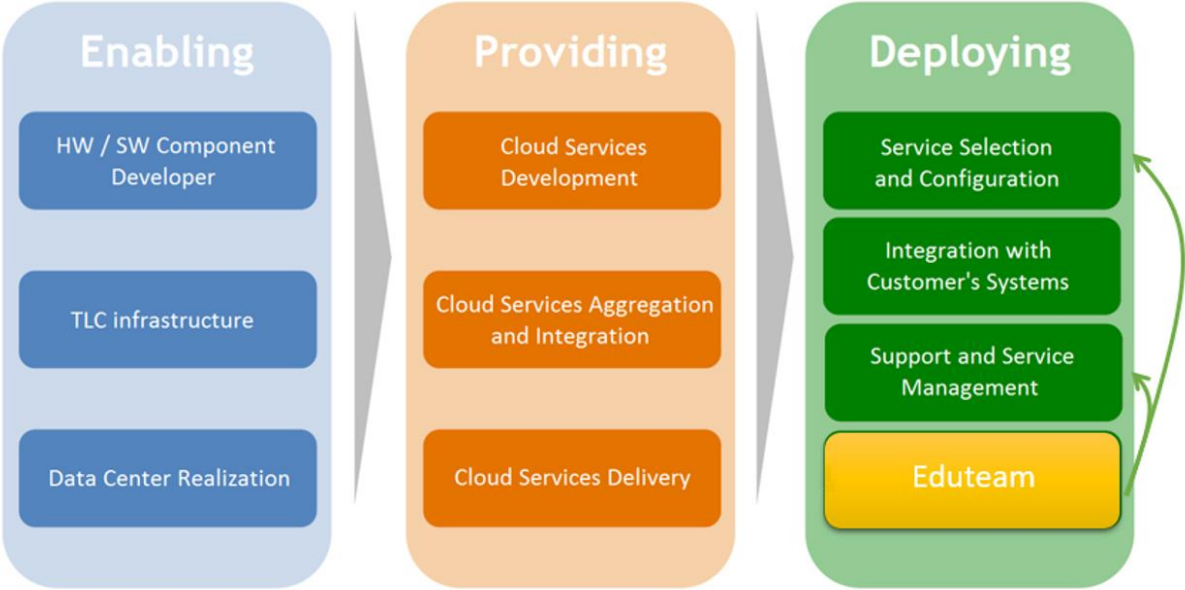 Enabling
HW / SW Component
Developer
TLC infrastructure
Data Center Realization
Providing
Cloud Services
Development
Cloud Services Aggregation
and Integration
Cloud Services Delivery
Deploying
Service Selection
and Configuration
Integration with
Customer's Systems
Support and Service
Management
Eduteam